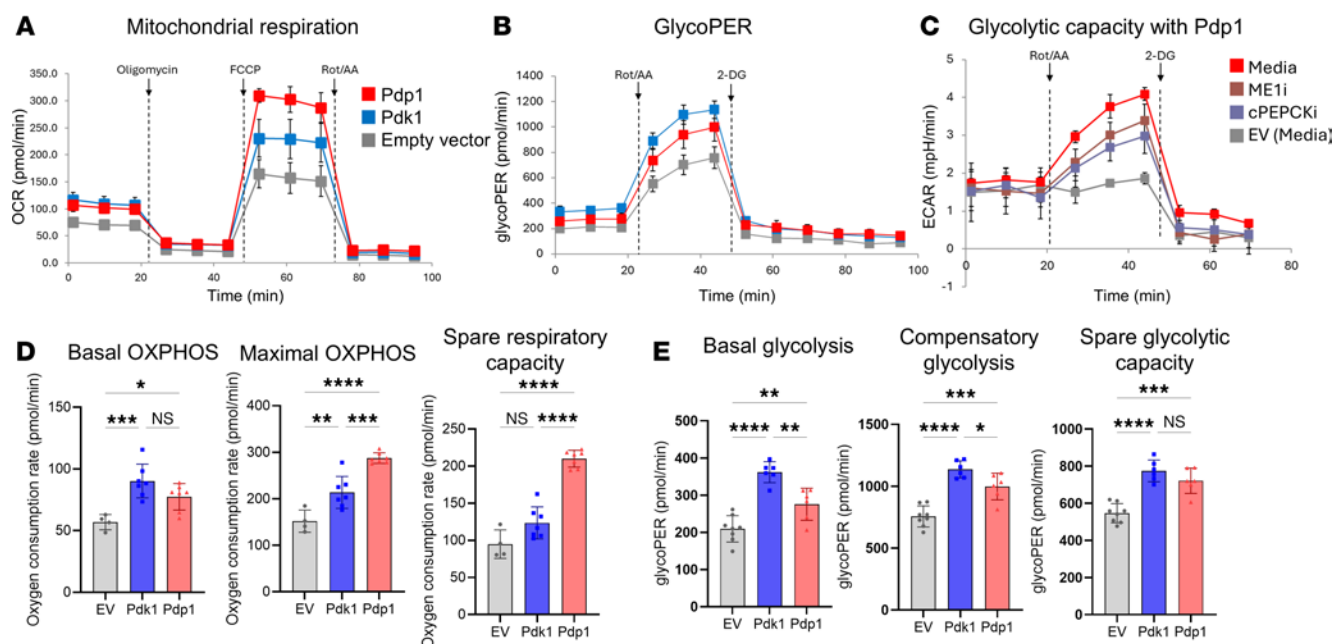 A
Mitochondrial respiration
350.0
300.0
250.0
200.0
150.0
100.0
50.0
0.0
OCR (pmol/min)
Oligomycin
FCCP
Rot/AA
Pdp1
Pdk1
Empty vector
0
20
40
60
80
100
Time (min)
B
GlycoPER
1400
1200
1000
800
600
400
200
0
glycoPER (pmol/min)
Rot/AA
2-DG
0
20
40
60
80
100
Time (min)
C
Glycolytic capacity with Pdp1
5
4
3
2
1
0
-1
ECAR (mpH/min)
Rot/AA
2-DG
Media
ME1i
cPEPCKi
EV (Media)
20
40
60
80
Time (min)
D
Basal OXPHOS
*
*** NS
150
100
50
0
Oxygen consumption rate (pmol/min)
EV Pdk1 Pdp1
Maximal OXPHOS
****
** ***
400
300
200
100
0
Oxygen consumption rate (pmol/min)
EV Pdk1 Pdp1
Spare respiratory
capacity
****
NS ****
250
200
150
100
50
0
Oxygen consumption rate (pmol/min)
EV Pdk1 Pdp1
E
Basal glycolysis
**
**** **
500
400
300
200
100
0
glycoPER (pmol/min)
EV Pdk1 Pdp1
Compensatory
glycolysis
***
**** *
1500
1000
500
0
glycoPER (pmol/min)
EV Pdk1 Pdp1
Spare glycolytic
capacity
***
**** NS
1000
800
600
400
200
0
glycoPER (pmol/min)
EV Pdk1 Pdp1